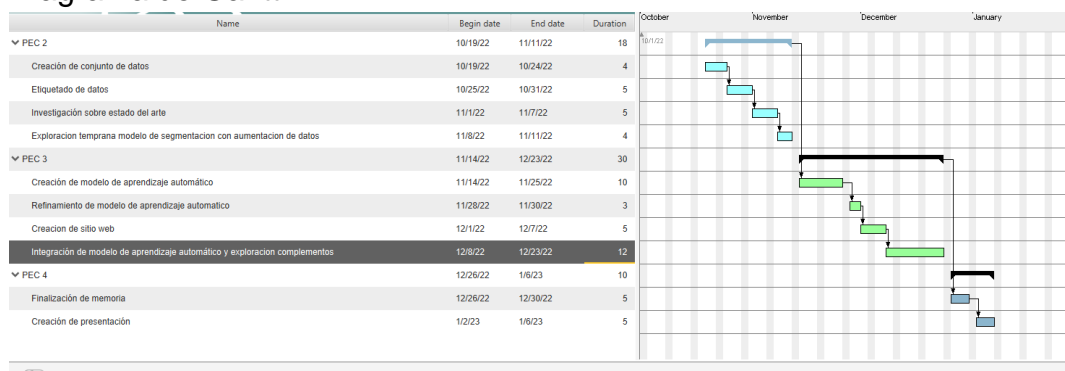 Name Begin date End date Duration October November December January
PEC 2 10/19/22 11/11/22 18 10/1/22
Creación de conjunto de datos 10/19/22 10/24/22 4
Etiquetado de datos 10/25/22 10/31/22 5
Investigación sobre estado del arte 11/1/22 11/7/22 5
Exploracion temprana modelo de segmentacion con aumentacion de datos 11/8/22 11/11/22 4
PEC 3 11/14/22 12/23/22 30
Creación de modelo de aprendizaje automático 11/14/22 11/25/22 10
Refinamiento de modelo de aprendizaje automatico 11/28/22 11/30/22 3
Creacion de sitio web 12/1/22 12/7/22 5
Integración de modelo de aprendizaje automático y exploracion complementos 12/8/22 12/23/22 12
PEC 4 12/26/22 1/6/23 10
Finalización de memoria 12/26/22 12/30/22 5
Creación de presentación 1/2/23 1/6/23 5